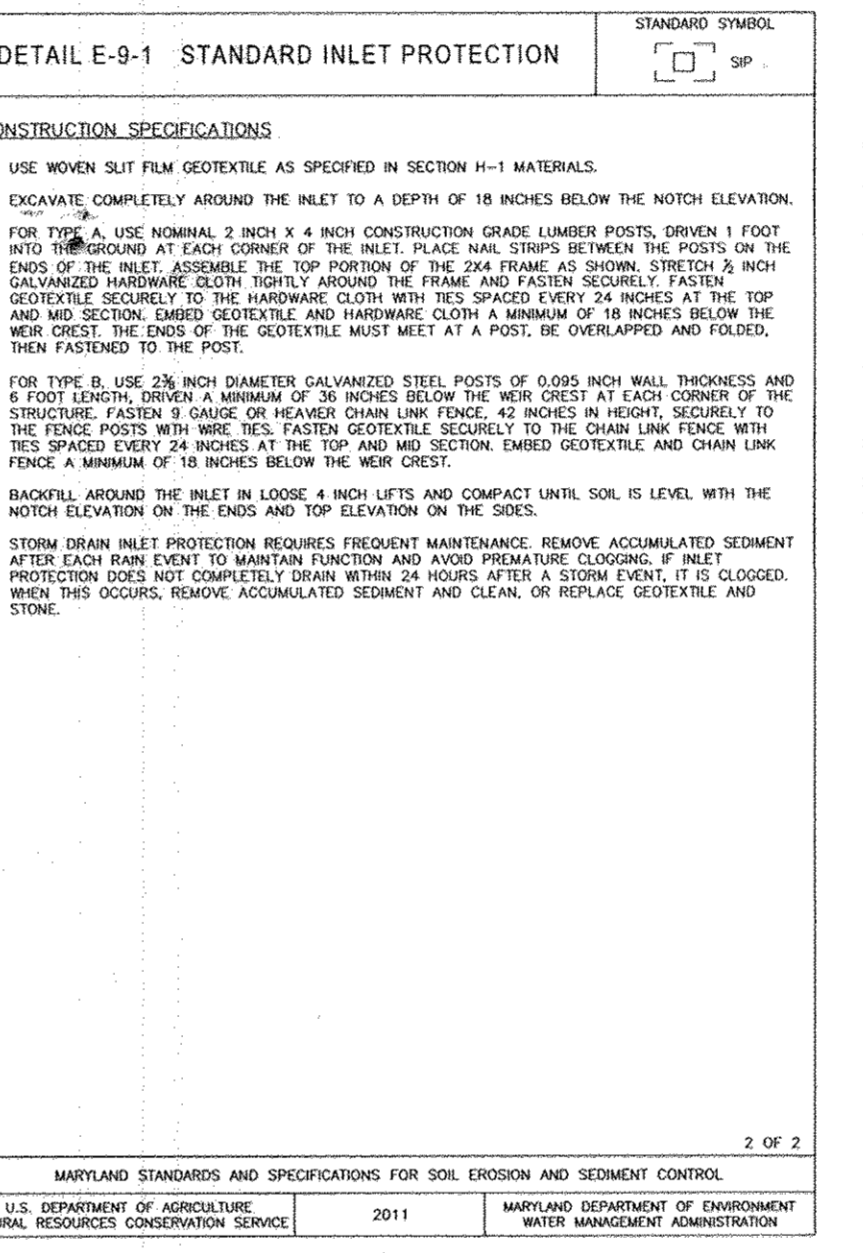 STANDARD SYMBOL
DETAIL E-9-1 STANDARD INLET PROTECTION
SIP
ONSTRUCTION SPECIFICATIONS
USE WOVEN SLIT FILM GEOTEXTILE AS SPECIFIED IN SECTION H-1 MATERIALS.
EXCAVATE COMPLETELY AROUND THE INLET TO A DEPTH OF 18 INCHES BELOW THE NOTCH ELEVATION.
FOR TYPE A, USE NOMINAL 2 INCH X 4 INCH CONSTRUCTION GRADE LUMBER POSTS, DRIVEN 1 FOOT
INTO THE GROUND AT EACH CORNER OF THE INLET. PLACE NAIL STRIPS BETWEEN THE POSTS ON THE
ENDS OF THE INLET. ASSEMBLE THE TOP PORTION OF THE 2X4 FRAME AS SHOWN. STRETCH ½ INCH
GALVANIZED HARDWARE CLOTH TIGHTLY AROUND THE FRAME AND FASTEN SECURELY. FASTEN
GEOTEXTILE SECURELY TO THE HARDWARE CLOTH WITH TIES SPACED EVERY 24 INCHES AT THE TOP
AND MID SECTION. EMBED GEOTEXTILE AND HARDWARE CLOTH A MINIMUM OF 18 INCHES BELOW THE
WEIR CREST. THE ENDS OF THE GEOTEXTILE MUST MEET AT A POST, BE OVERLAPPED AND FOLDED,
THEN FASTENED TO THE POST.
FOR TYPE B, USE 2⅜ INCH DIAMETER GALVANIZED STEEL POSTS OF 0.095 INCH WALL THICKNESS AND
6 FOOT LENGTH, DRIVEN A MINIMUM OF 36 INCHES BELOW THE WEIR CREST AT EACH CORNER OF THE
STRUCTURE. FASTEN 9 GAUGE OR HEAVIER CHAIN LINK FENCE, 42 INCHES IN HEIGHT, SECURELY TO
THE FENCE POSTS WITH WIRE TIES. FASTEN GEOTEXTILE SECURELY TO THE CHAIN LINK FENCE WITH
TIES SPACED EVERY 24 INCHES AT THE TOP AND MID SECTION. EMBED GEOTEXTILE AND CHAIN LINK
FENCE A MINIMUM OF 18 INCHES BELOW THE WEIR CREST.
BACKFILL AROUND THE INLET IN LOOSE 4 INCH LIFTS AND COMPACT UNTIL SOIL IS LEVEL WITH THE
NOTCH ELEVATION ON THE ENDS AND TOP ELEVATION ON THE SIDES.
STORM DRAIN INLET PROTECTION REQUIRES FREQUENT MAINTENANCE. REMOVE ACCUMULATED SEDIMENT
AFTER EACH RAIN EVENT TO MAINTAIN FUNCTION AND AVOID PREMATURE CLOGGING. IF INLET
PROTECTION DOES NOT COMPLETELY DRAIN WITHIN 24 HOURS AFTER A STORM EVENT, IT IS CLOGGED.
WHEN THIS OCCURS, REMOVE ACCUMULATED SEDIMENT AND CLEAN, OR REPLACE GEOTEXTILE AND
STONE.
2 OF 2
MARYLAND STANDARDS AND SPECIFICATIONS FOR SOIL EROSION AND SEDIMENT CONTROL
U.S. DEPARTMENT OF AGRICULTURE
RAL RESOURCES CONSERVATION SERVICE
2011
MARYLAND DEPARTMENT OF ENVIRONMENT
WATER MANAGEMENT ADMINISTRATION